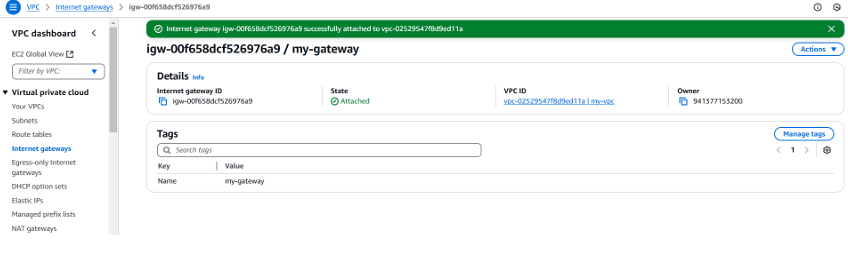 VPC > Internet gateways > igw-00f658dcf526976a9
VPC dashboard
EC2 Global View
Filter by VPC:
Virtual private cloud
Your VPCs
Subnets
Route tables
Internet gateways
Egress-only Internet
gateways
DHCP option sets
Elastic IPs
Managed prefix lists
NAT gateways
Internet gateway igw-00f658dcf526976a9 successfully attached to vpc-02529547f8d9ed11a
igw-00f658dcf526976a9 / my-gateway
Actions
Details Info
Internet gateway ID
igw-00f658dcf526976a9
State
Attached
VPC ID
vpc-02529547f8d9ed11a | my-vpc
Owner
941377153200
Tags
Manage tags
Search tags
1
Key Value
Name my-gateway